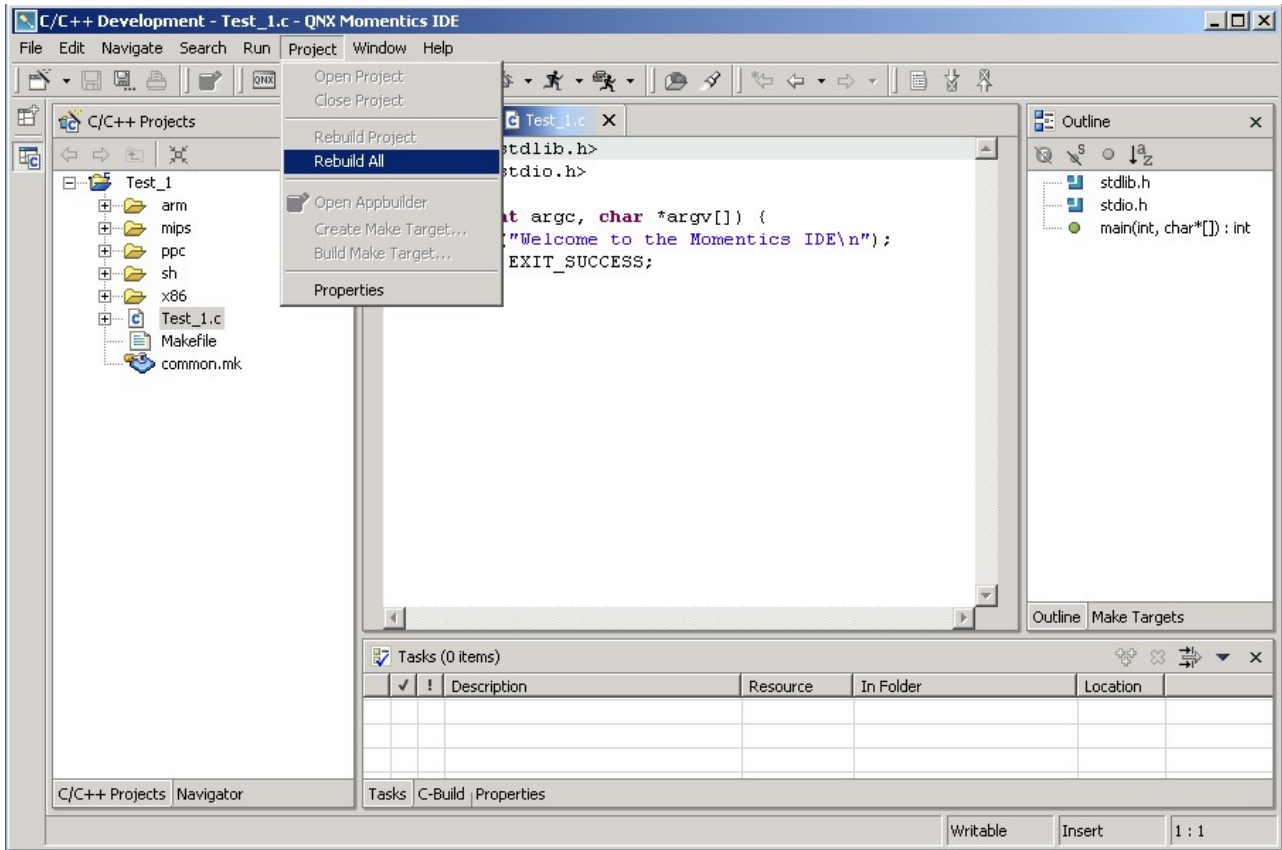 C/C++ Development - Test_1.c - QNX Momentics IDE
File Edit Navigate Search Run Project Window Help
QNX
Open Project
Close Project
Rebuild Project
Rebuild All
Open Appbuilder
Create Make Target...
Build Make Target...
Properties
C/C++ Projects
Test_1
arm
mips
ppc
sh
x86
Test_1.c
Makefile
common.mk
C/C++ Projects Navigator
Test_1.c
stdlib.h>
stdio.h>
nt argc, char *argv[]) {
("Welcome to the Momentics IDE\n");
EXIT_SUCCESS;
Outline
stdlib.h
stdio.h
main(int, char*[]) : int
Outline Make Targets
Tasks (0 items)
! Description Resource In Folder Location
Tasks C-Build Properties
Writable Insert 1 : 1